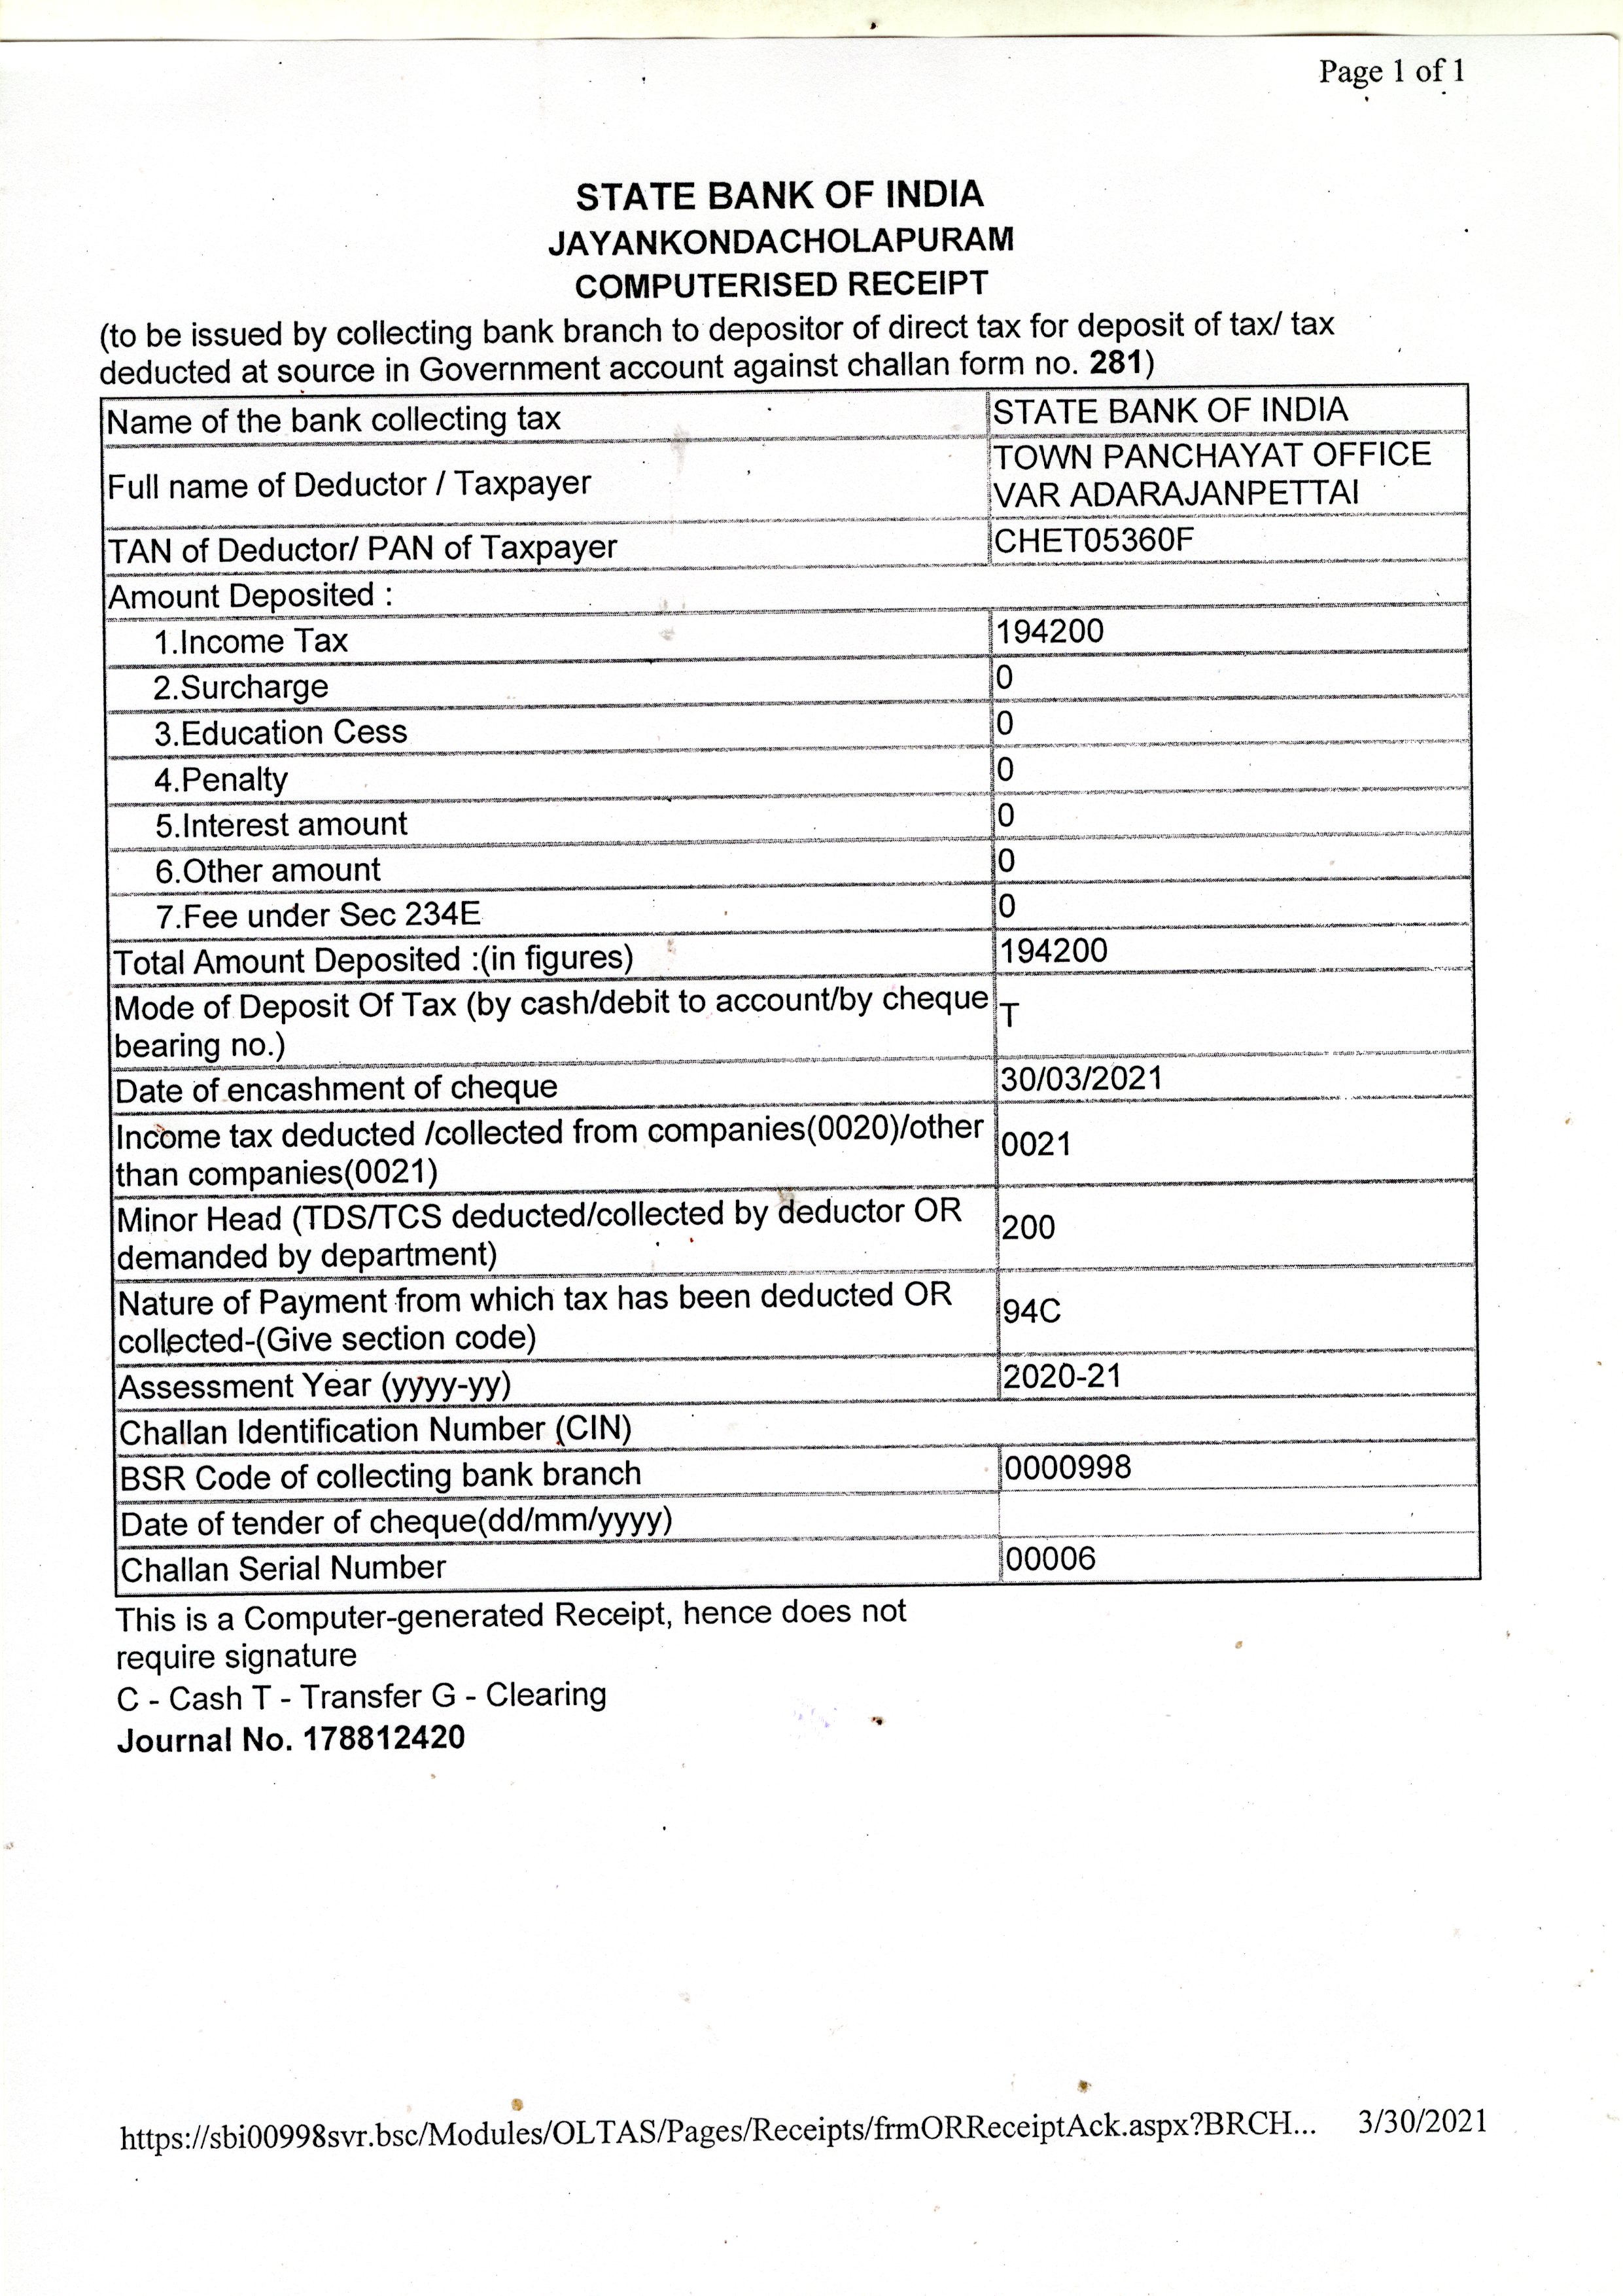 Page 1 of 1
STATE BANK OF INDIA
JAYANKONDACHOLAPURAM
COMPUTERISED RECEIPT
(to be issued by collecting bank branch to depositor of direct tax for deposit of tax/ tax
deducted at source in Government account against challan form no. 281)
Name of the bank collecting tax STATE BANK OF INDIA
Full name of Deductor / Taxpayer TOWN PANCHAYAT OFFICE
VAR ADARAJANPETTAI
TAN of Deductor/ PAN of Taxpayer CHET05360F
Amount Deposited :
1.Income Tax 194200
2.Surcharge 0
3.Education Cess 0
4.Penalty 0
5.Interest amount 0
6.Other amount 0
7.Fee under Sec 234E 0
Total Amount Deposited :(in figures) 194200
Mode of Deposit Of Tax (by cash/debit to account/by cheque T
bearing no.)
Date of encashment of cheque 30/03/2021
Income tax deducted /collected from companies(0020)/other 0021
than companies(0021)
Minor Head (TDS/TCS deducted/collected by deductor OR 200
demanded by department)
Nature of Payment from which tax has been deducted OR 94C
collected-(Give section code)
Assessment Year (yyyy-yy) 2020-21
Challan Identification Number (CIN)
BSR Code of collecting bank branch 0000998
Date of tender of cheque(dd/mm/yyyy)
Challan Serial Number 00006
This is a Computer-generated Receipt, hence does not
require signature
C - Cash T - Transfer G - Clearing
Journal No. 178812420
https://sbi00998svr.bsc/Modules/OLTAS/Pages/Receipts/frmORReceiptAck.aspx?BRCH... 3/30/2021